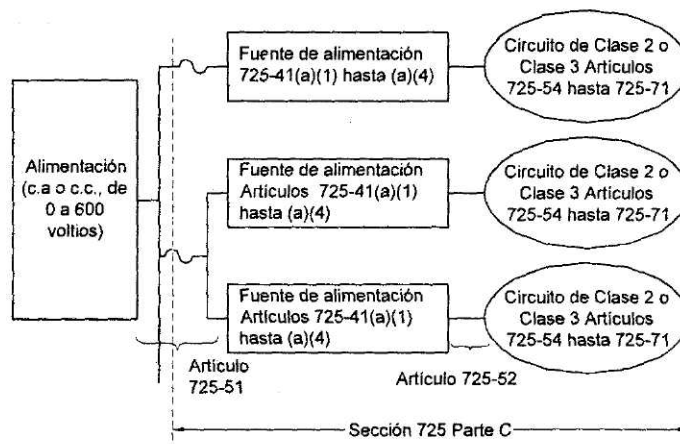 Fuente de alimentación
725-41(a)(1) hasta (a)(4)
Circuito de Clase 2 o
Clase 3 Artículos
725-54 hasta 725-71
Alimentación
(c.a o c.c., de
0 a 600
voltios)
Fuente de alimentación
Artículos 725-41(a)(1)
hasta (a)(4)
Circuito de Clase 2 o
Clase 3 Artículos
725-54 hasta 725-71
Fuente de alimentación
Artículos 725-41(a)(1)
hasta (a)(4)
Circuito de Clase 2 o
Clase 3 Artículos
725-54 hasta 725-71
Artículo
725-51
Artículo 725-52
Sección 725 Parte C